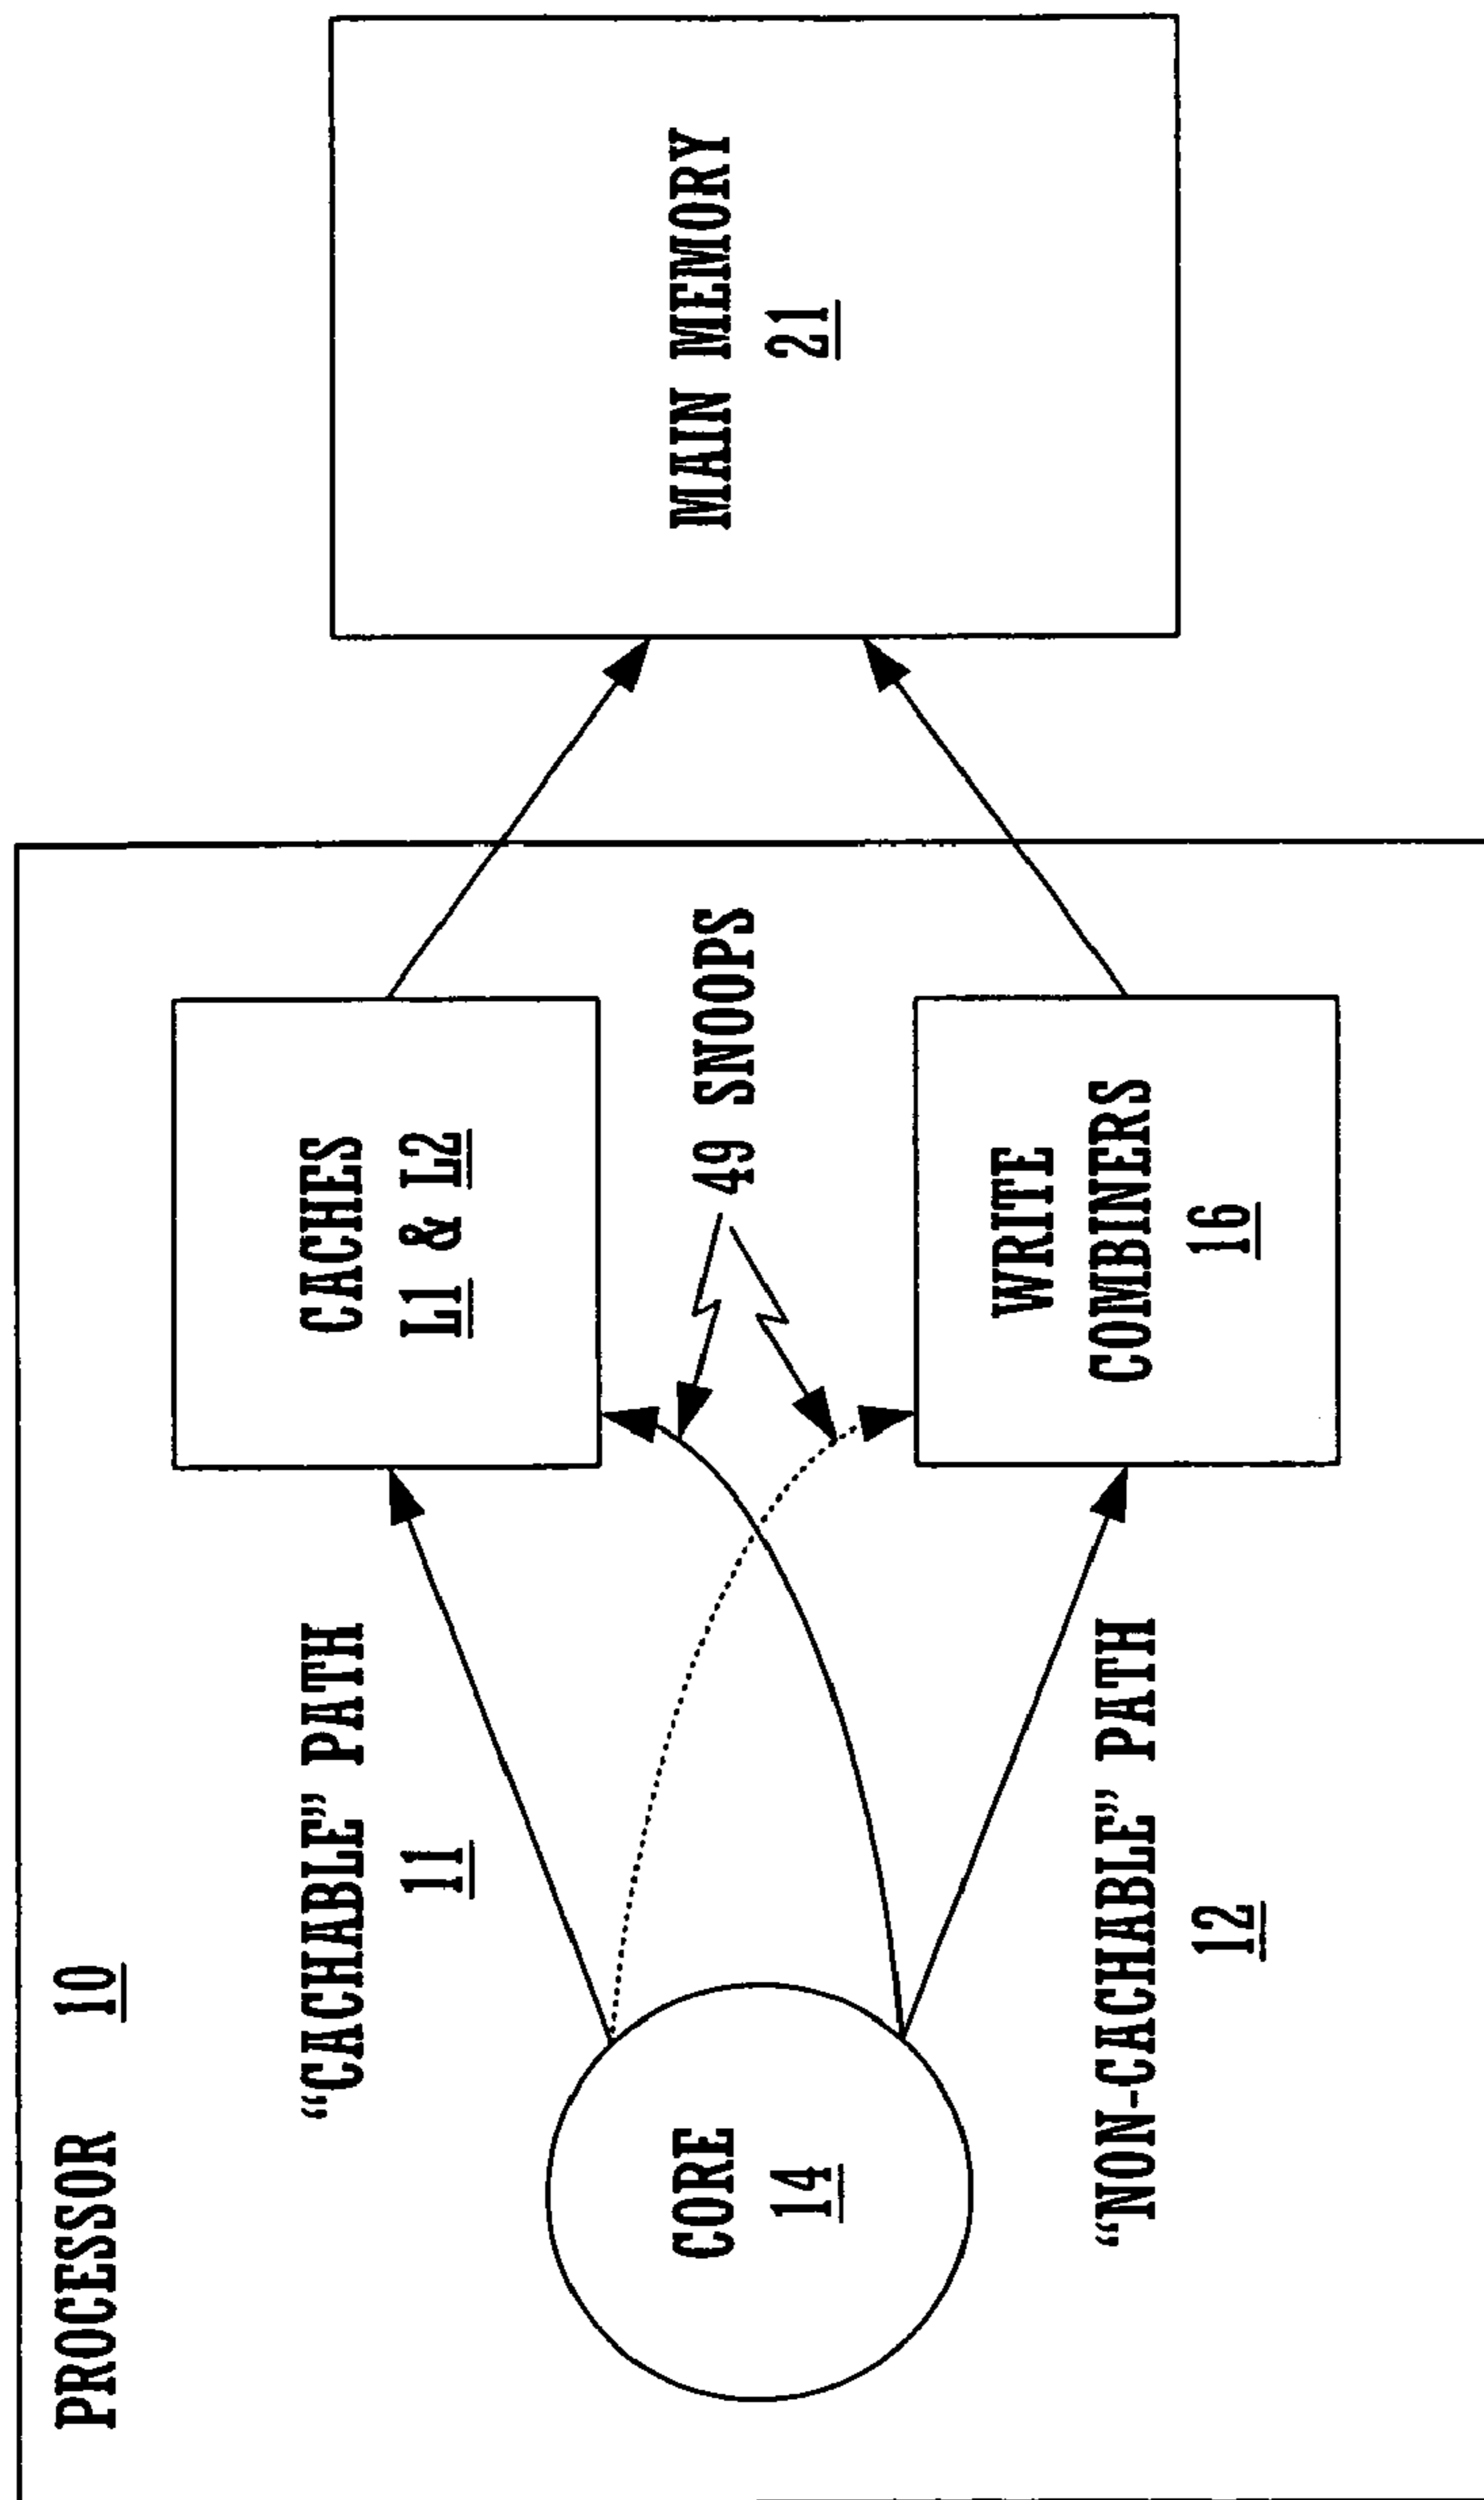 PROCESSOR 10
"CACHABLE" PATH
11
CACHES
L1 & L2
CORE
14
49 SNOOPS
MAIN MEMORY
21
"NON-CACHABLE" PATH
12
WRITE
COMBINERS
16